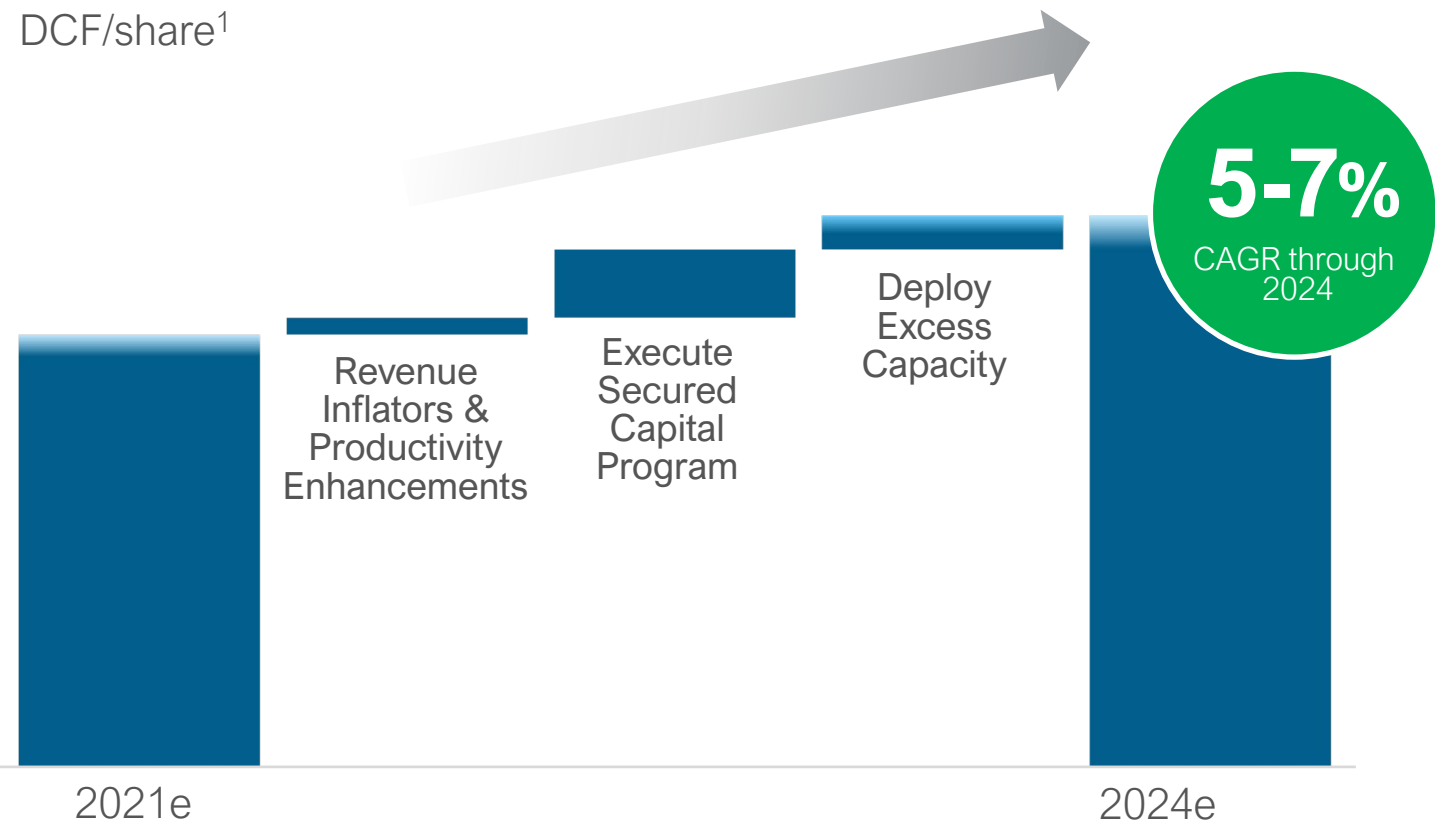 DCF/share¹
5-7%
CAGR through
2024
Revenue
Inflators &
Productivity
Enhancements
Execute
Secured
Capital
Program
Deploy
Excess
Capacity
2021e
2024e